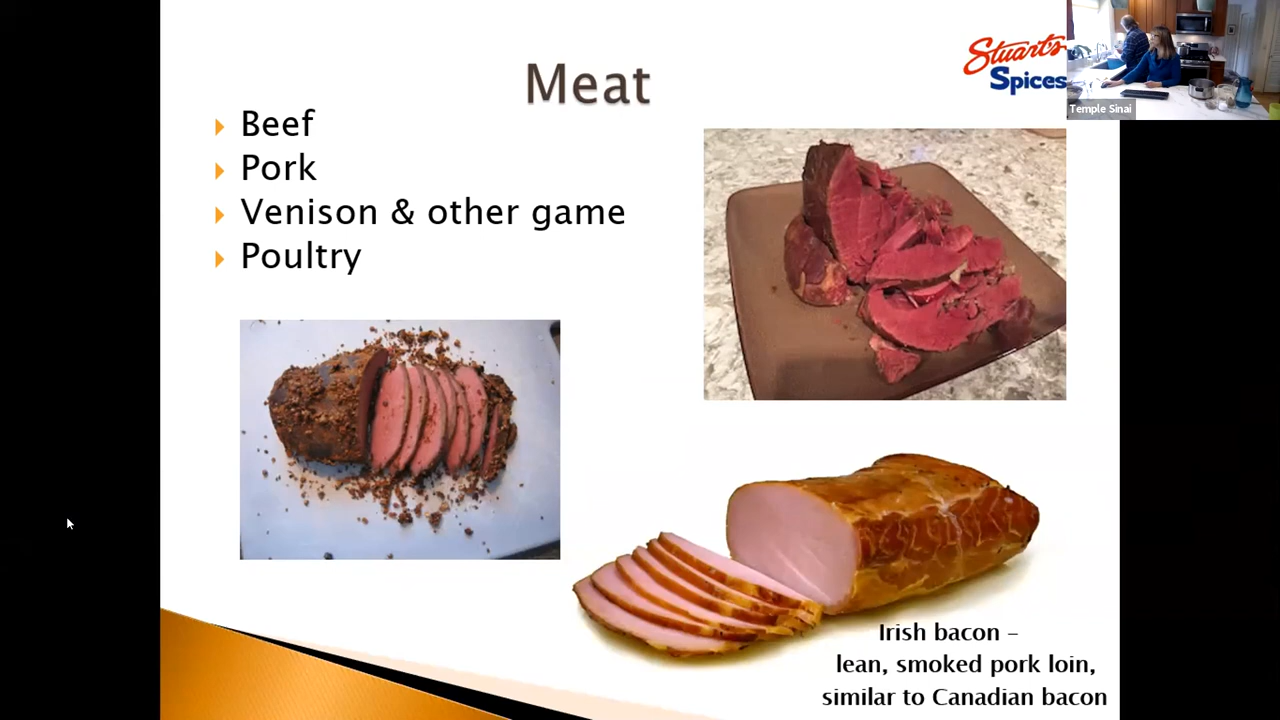 Meat
Stuart's
Spices
Temple Sinai
Beef
Pork
Venison & other game
Poultry
Irish bacon –
lean, smoked pork loin,
similar to Canadian bacon